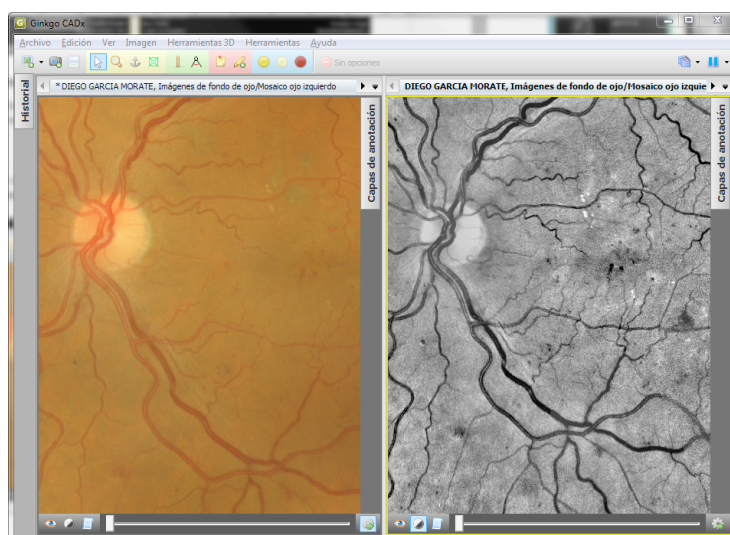 Ginkgo CADx
Archivo Edición Ver Imagen Herramientas 3D Herramientas Ayuda
Sin opciones
Historial
* DIEGO GARCIA MORATE, Imágenes de fondo de ojo/Mosaico ojo izquierdo
Capas de anotación
DIEGO GARCIA MORATE, Imágenes de fondo de ojo/Mosaico ojo izquie
Capas de anotación